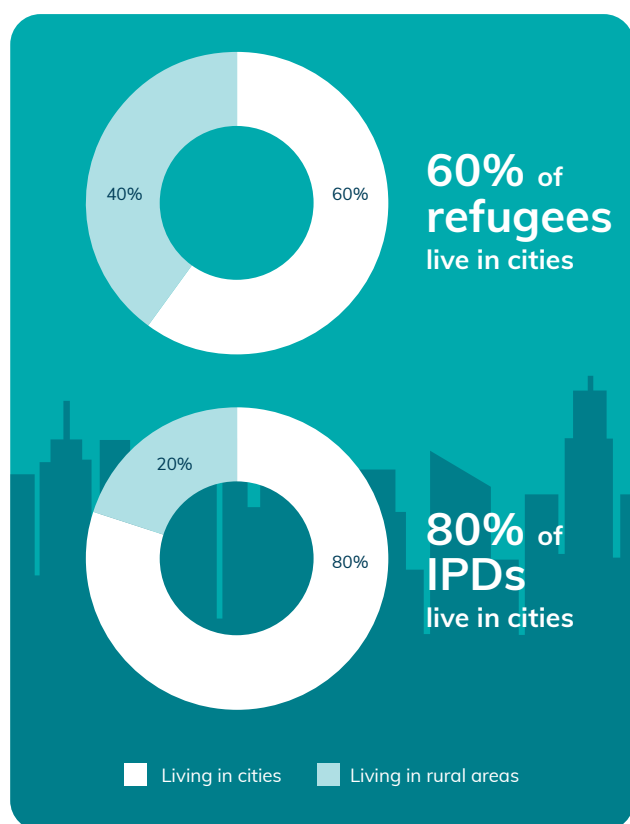 40%
60%
60% of
refugees
live in cities
20%
80%
80% of
IPDs
live in cities
Living in cities
Living in rural areas